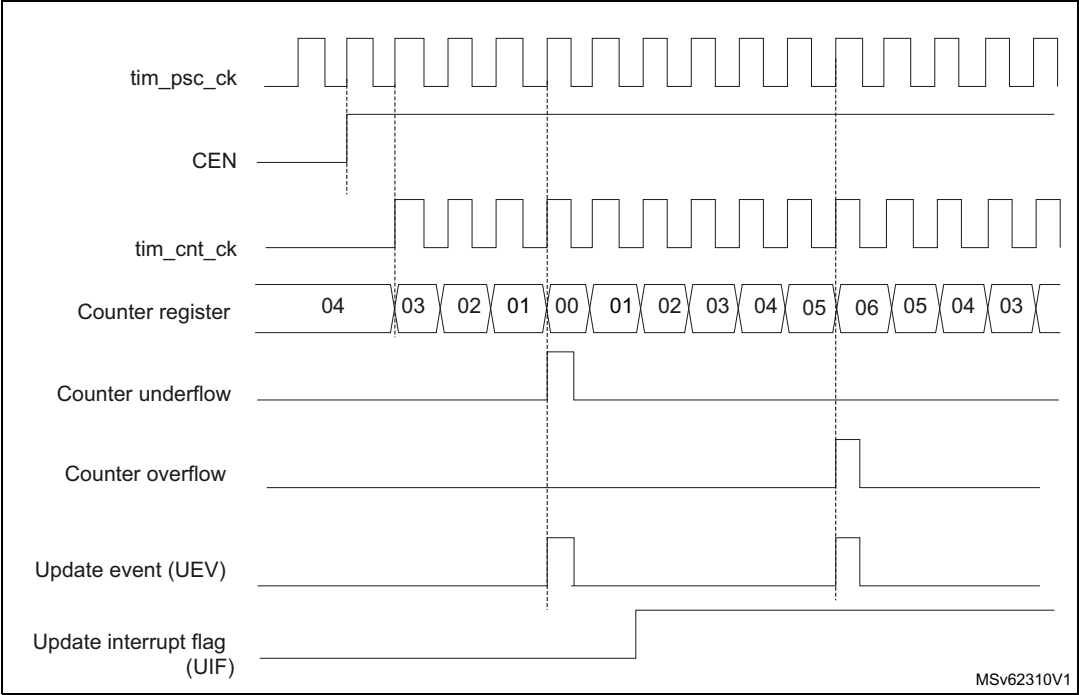 tim_psc_ck
CEN
tim_cnt_ck
Counter register 04 03 02 01 00 01 02 03 04 05 06 05 04 03
Counter underflow
Counter overflow
Update event (UEV)
Update interrupt flag
(UIF)
MSv62310V1